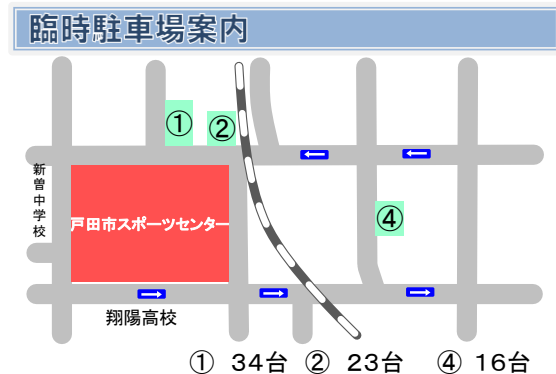 臨時駐車場案内
①
②
新曽中学校
戸田市スポーツセンター
④
翔陽高校
① 34台 ② 23台 ④ 16台